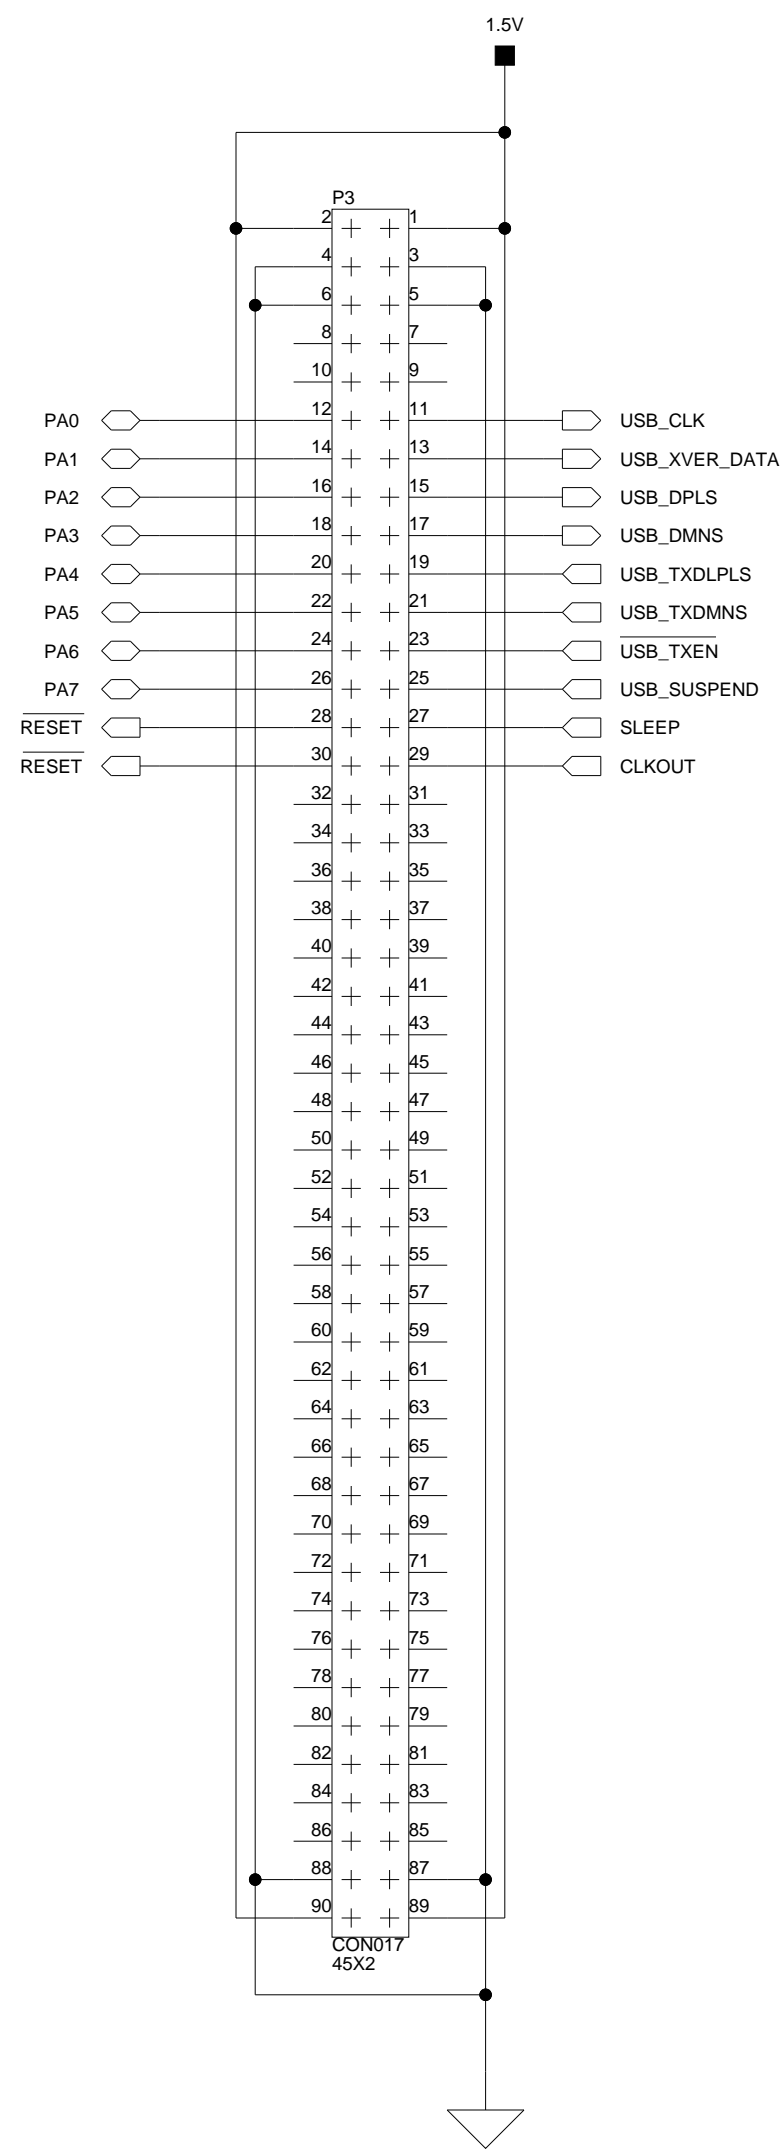 1.5V
P3
2 1
4 3
6 5
8 7
10 9
PA0 12 11 USB_CLK
PA1 14 13 USB_XVER_DATA
PA2 16 15 USB_DPLS
PA3 18 17 USB_DMNS
PA4 20 19 USB_TXDLPLS
PA5 22 21 USB_TXDMNS
PA6 24 23 USB_TXEN
PA7 26 25 USB_SUSPEND
RESET 28 27 SLEEP
RESET 30 29 CLKOUT
32 31
34 33
36 35
38 37
40 39
42 41
44 43
46 45
48 47
50 49
52 51
54 53
56 55
58 57
60 59
62 61
64 63
66 65
68 67
70 69
72 71
74 73
76 75
78 77
80 79
82 81
84 83
86 85
88 87
90 89
CON017
45X2